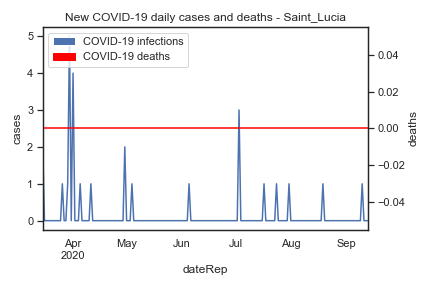 New COVID-19 daily cases and deaths - Saint_Lucia
COVID-19 infections
COVID-19 deaths
5
4
3
2
1
0
cases
0.04
0.02
0.00
−0.02
−0.04
deaths
Apr May Jun Jul Aug Sep
2020
dateRep